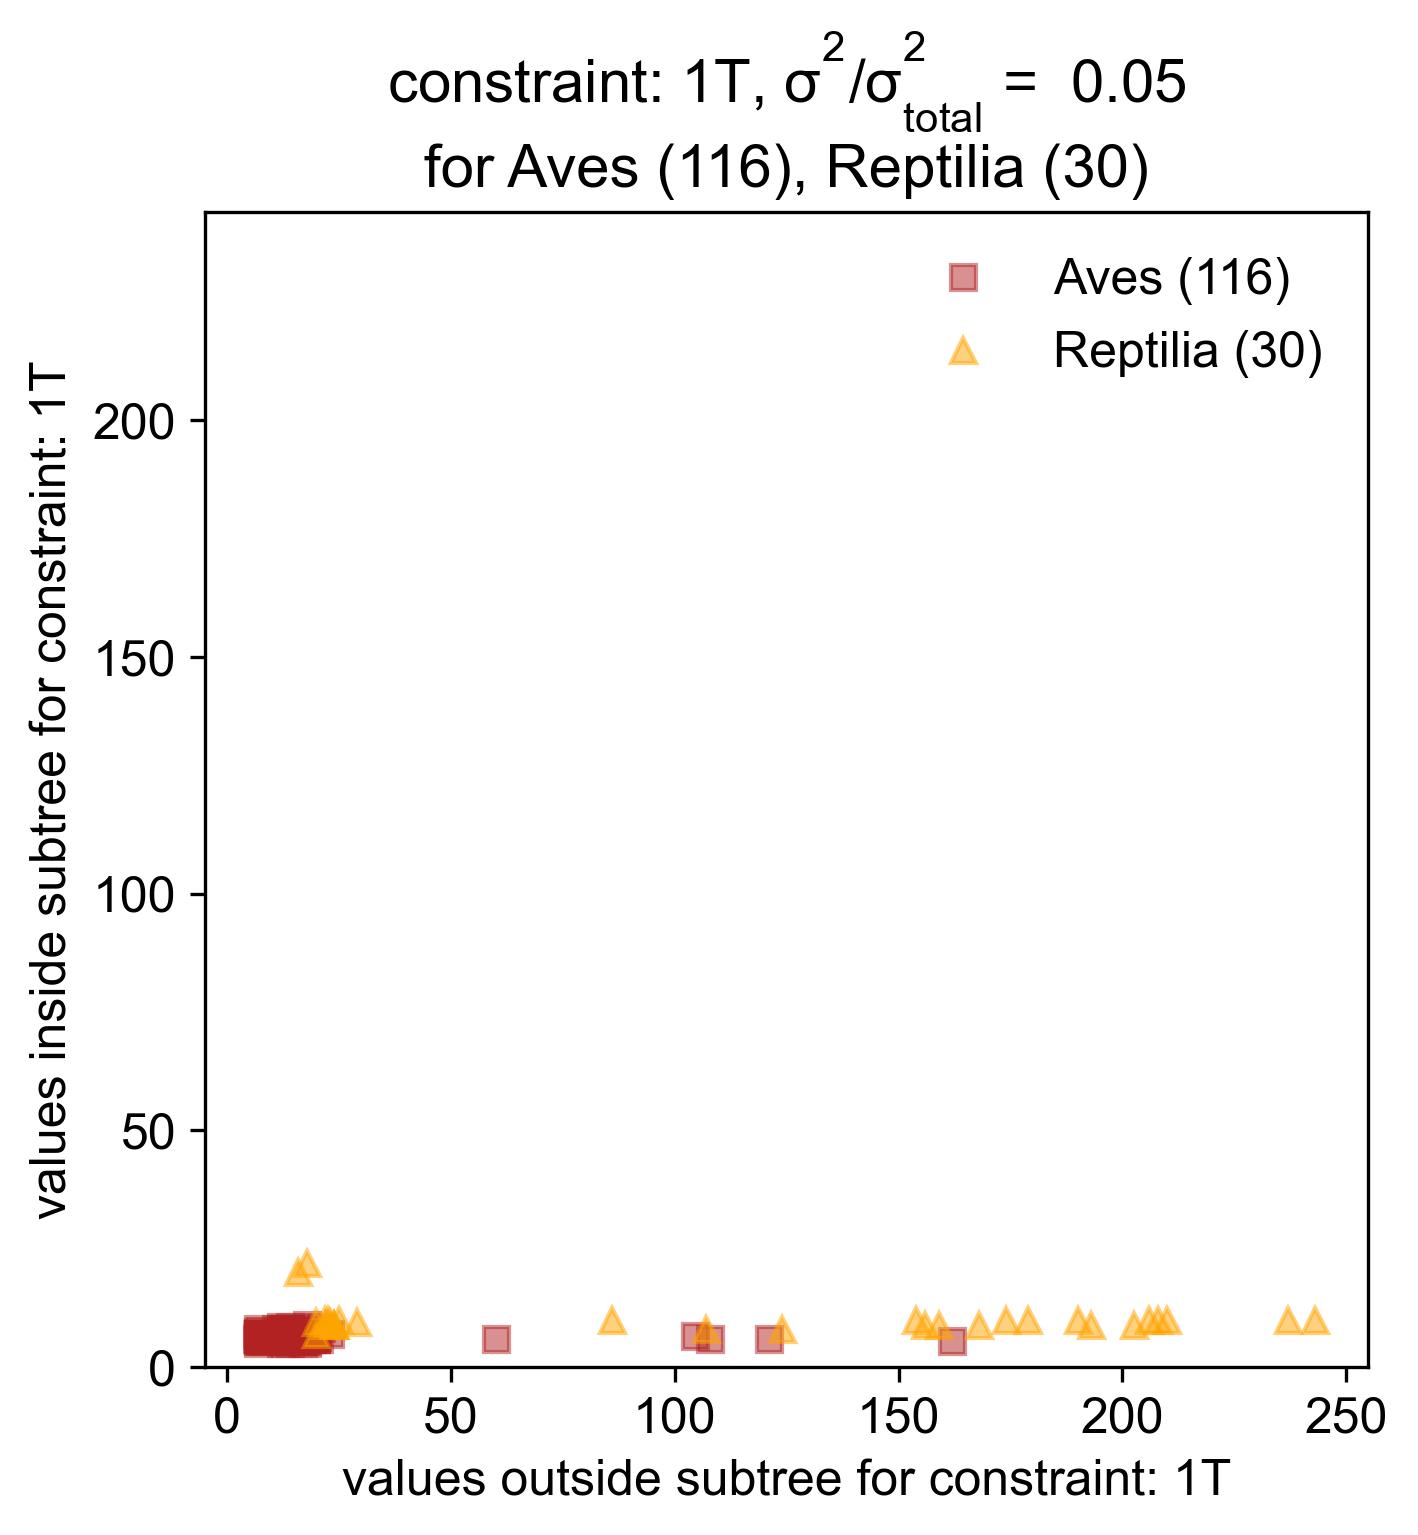 constraint: 1T, σ²/σ²total = 0.05
for Aves (116), Reptilia (30)
Aves (116)
Reptilia (30)
values inside subtree for constraint: 1T
200
150
100
50
0
0 50 100 150 200 250
values outside subtree for constraint: 1T